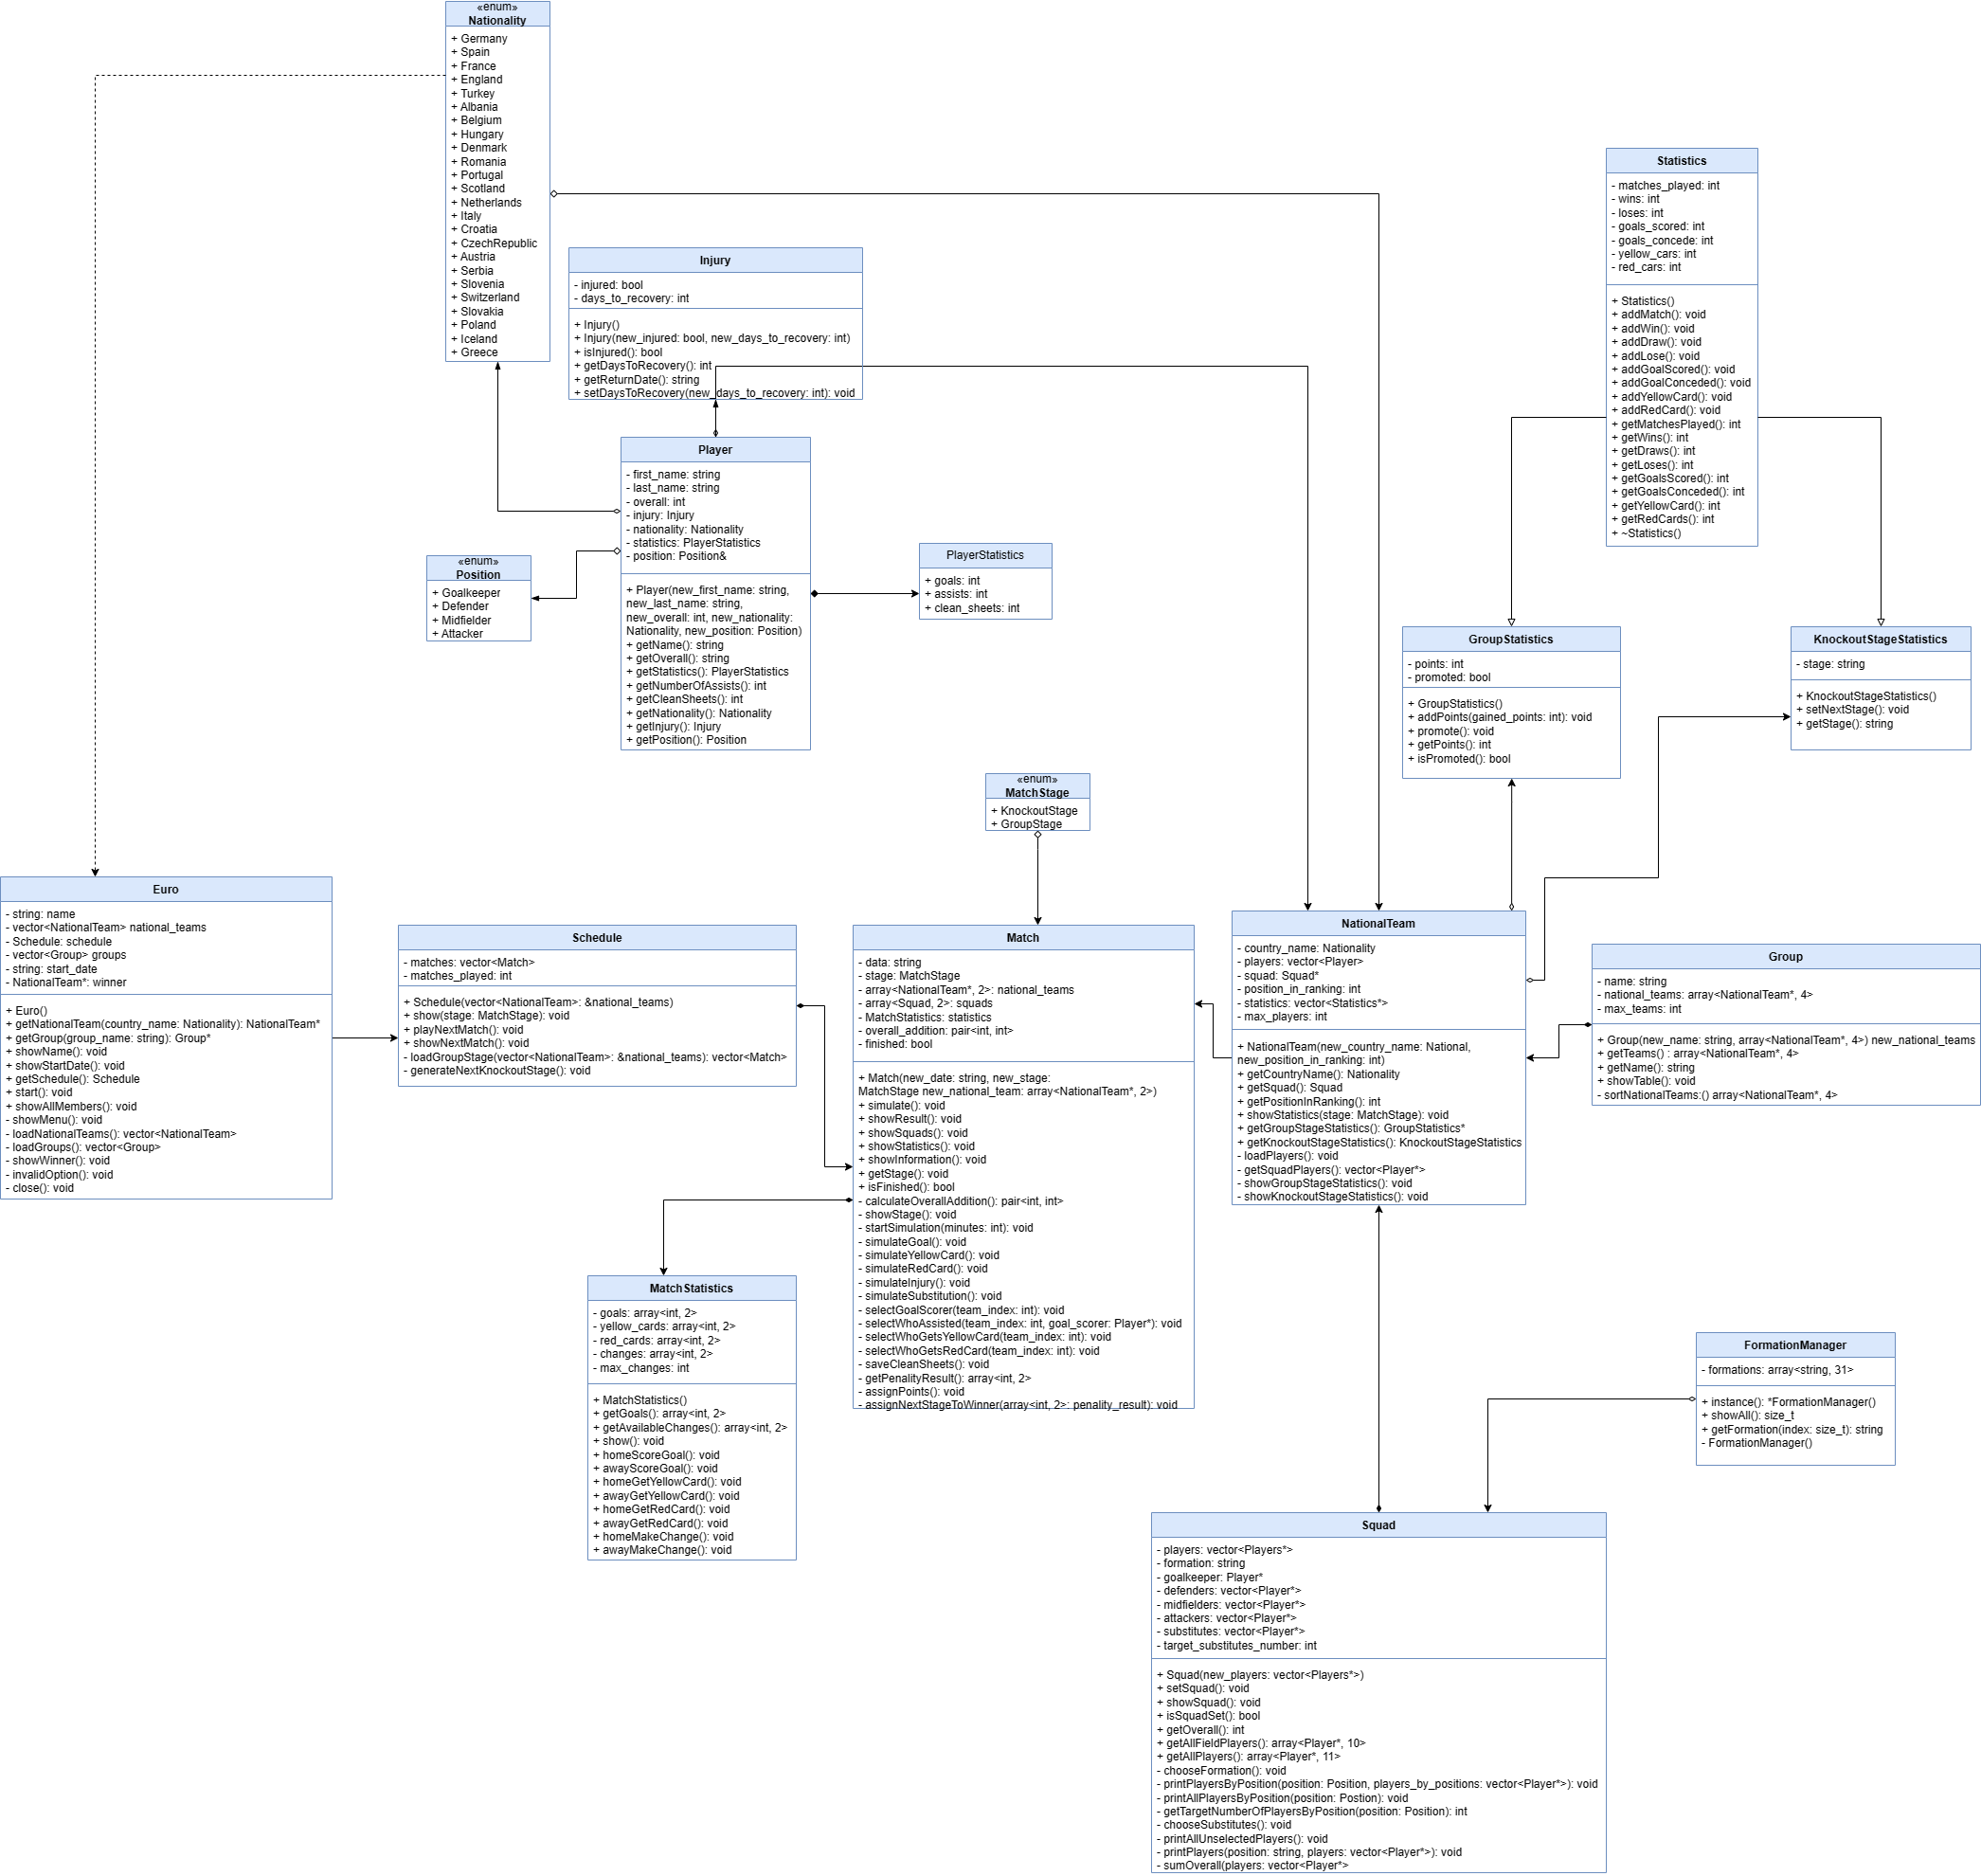 «enum»
Nationality
+ Germany
+ Spain
+ France
+ England
+ Turkey
+ Albania
+ Belgium
+ Hungary
+ Denmark
+ Romania
+ Portugal
+ Scotland
+ Netherlands
+ Italy
+ Croatia
+ CzechRepublic
+ Austria
+ Serbia
+ Slovenia
+ Switzerland
+ Slovakia
+ Poland
+ Iceland
+ Greece
Statistics
- matches_played: int
- wins: int
- loses: int
- goals_scored: int
- goals_concede: int
- yellow_cars: int
- red_cars: int
+ Statistics()
+ addMatch(): void
+ addWin(): void
+ addDraw(): void
+ addLose(): void
+ addGoalScored(): void
+ addGoalConceded(): void
+ addYellowCard(): void
+ addRedCard(): void
+ getMatchesPlayed(): int
+ getWins(): int
+ getDraws(): int
+ getLoses(): int
+ getGoalsScored(): int
+ getGoalsConceded(): int
+ getYellowCard(): int
+ getRedCards(): int
+ ~Statistics()
Injury
- injured: bool
- days_to_recovery: int
+ Injury()
+ Injury(new_injured: bool, new_days_to_recovery: int)
+ isInjured(): bool
+ getDaysToRecovery(): int
+ getReturnDate(): string
+ setDaysToRecovery(new_days_to_recovery: int): void
Player
- first_name: string
- last_name: string
- overall: int
- injury: Injury
- nationality: Nationality
- statistics: PlayerStatistics
- position: Position&
+ Player(new_first_name: string,
new_last_name: string,
new_overall: int, new_nationality:
Nationality, new_position: Position)
+ getName(): string
+ getOverall(): string
+ getStatistics(): PlayerStatistics
+ getNumberOfAssists(): int
+ getCleanSheets(): int
+ getNationality(): Nationality
+ getInjury(): Injury
+ getPosition(): Position
«enum»
Position
+ Goalkeeper
+ Defender
+ Midfielder
+ Attacker
PlayerStatistics
+ goals: int
+ assists: int
+ clean_sheets: int
GroupStatistics
- points: int
- promoted: bool
+ GroupStatistics()
+ addPoints(gained_points: int): void
+ promote(): void
+ getPoints(): int
+ isPromoted(): bool
KnockoutStageStatistics
- stage: string
+ KnockoutStageStatistics()
+ setNextStage(): void
+ getStage(): string
«enum»
MatchStage
+ KnockoutStage
+ GroupStage
Euro
- string: name
- vector<NationalTeam> national_teams
- Schedule: schedule
- vector<Group> groups
- string: start_date
- NationalTeam*: winner
+ Euro()
+ getNationalTeam(country_name: Nationality): NationalTeam*
+ getGroup(group_name: string): Group*
+ showName(): void
+ showStartDate(): void
+ getSchedule(): Schedule
+ start(): void
+ showAllMembers(): void
- showMenu(): void
- loadNationalTeams(): vector<NationalTeam>
- loadGroups(): vector<Group>
- showWinner(): void
- invalidOption(): void
- close(): void
Schedule
- matches: vector<Match>
- matches_played: int
+ Schedule(vector<NationalTeam>: &national_teams)
+ show(stage: MatchStage): void
+ playNextMatch(): void
+ showNextMatch(): void
- loadGroupStage(vector<NationalTeam>: &national_teams): vector<Match>
- generateNextKnockoutStage(): void
Match
- data: string
- stage: MatchStage
- array<NationalTeam*, 2>: national_teams
- array<Squad, 2>: squads
- MatchStatistics: statistics
- overall_addition: pair<int, int>
- finished: bool
+ Match(new_date: string, new_stage:
MatchStage new_national_team: array<NationalTeam*, 2>)
+ simulate(): void
+ showResult(): void
+ showSquads(): void
+ showStatistics(): void
+ showInformation(): void
+ getStage(): void
+ isFinished(): bool
- calculateOverallAddition(): pair<int, int>
- showStage(): void
- startSimulation(minutes: int): void
- simulateGoal(): void
- simulateYellowCard(): void
- simulateRedCard(): void
- simulateInjury(): void
- simulateSubstitution(): void
- selectGoalScorer(team_index: int): void
- selectWhoAssisted(team_index: int, goal_scorer: Player*): void
- selectWhoGetsYellowCard(team_index: int): void
- selectWhoGetsRedCard(team_index: int): void
- saveCleanSheets(): void
- getPenalityResult(): array<int, 2>
- assignPoints(): void
- assignNextStageToWinner(array<int, 2>: penality_result): void
NationalTeam
- country_name: Nationality
- players: vector<Player>
- squad: Squad*
- position_in_ranking: int
- statistics: vector<Statistics*>
- max_players: int
+ NationalTeam(new_country_name: National,
new_position_in_ranking: int)
+ getCountryName(): Nationality
+ getSquad(): Squad
+ getPositionInRanking(): int
+ showStatistics(stage: MatchStage): void
+ getGroupStageStatistics(): GroupStatistics*
+ getKnockoutStageStatistics(): KnockoutStageStatistics
- loadPlayers(): void
- getSquadPlayers(): vector<Player*>
- showGroupStageStatistics(): void
- showKnockoutStageStatistics(): void
Group
- name: string
- national_teams: array<NationalTeam*, 4>
- max_teams: int
+ Group(new_name: string, array<NationalTeam*, 4>) new_national_teams
+ getTeams() : array<NationalTeam*, 4>
+ getName(): string
+ showTable(): void
- sortNationalTeams:() array<NationalTeam*, 4>
MatchStatistics
- goals: array<int, 2>
- yellow_cards: array<int, 2>
- red_cards: array<int, 2>
- changes: array<int, 2>
- max_changes: int
+ MatchStatistics()
+ getGoals(): array<int, 2>
+ getAvailableChanges(): array<int, 2>
+ show(): void
+ homeScoreGoal(): void
+ awayScoreGoal(): void
+ homeGetYellowCard(): void
+ awayGetYellowCard(): void
+ homeGetRedCard(): void
+ awayGetRedCard(): void
+ homeMakeChange(): void
+ awayMakeChange(): void
FormationManager
- formations: array<string, 31>
+ instance(): *FormationManager()
+ showAll(): size_t
+ getFormation(index: size_t): string
- FormationManager()
Squad
- players: vector<Players*>
- formation: string
- goalkeeper: Player*
- defenders: vector<Player*>
- midfielders: vector<Player*>
- attackers: vector<Player*>
- substitutes: vector<Player*>
- target_substitutes_number: int
+ Squad(new_players: vector<Players*>)
+ setSquad(): void
+ showSquad(): void
+ isSquadSet(): bool
+ getOverall(): int
+ getAllFieldPlayers(): array<Player*, 10>
+ getAllPlayers(): array<Player*, 11>
- chooseFormation(): void
- printPlayersByPosition(position: Position, players_by_positions: vector<Player*>): void
- printAllPlayersByPosition(position: Postion): void
- getTargetNumberOfPlayersByPosition(position: Position): int
- chooseSubstitutes(): void
- printAllUnselectedPlayers(): void
- printPlayers(position: string, players: vector<Player*>): void
- sumOverall(players: vector<Player*>